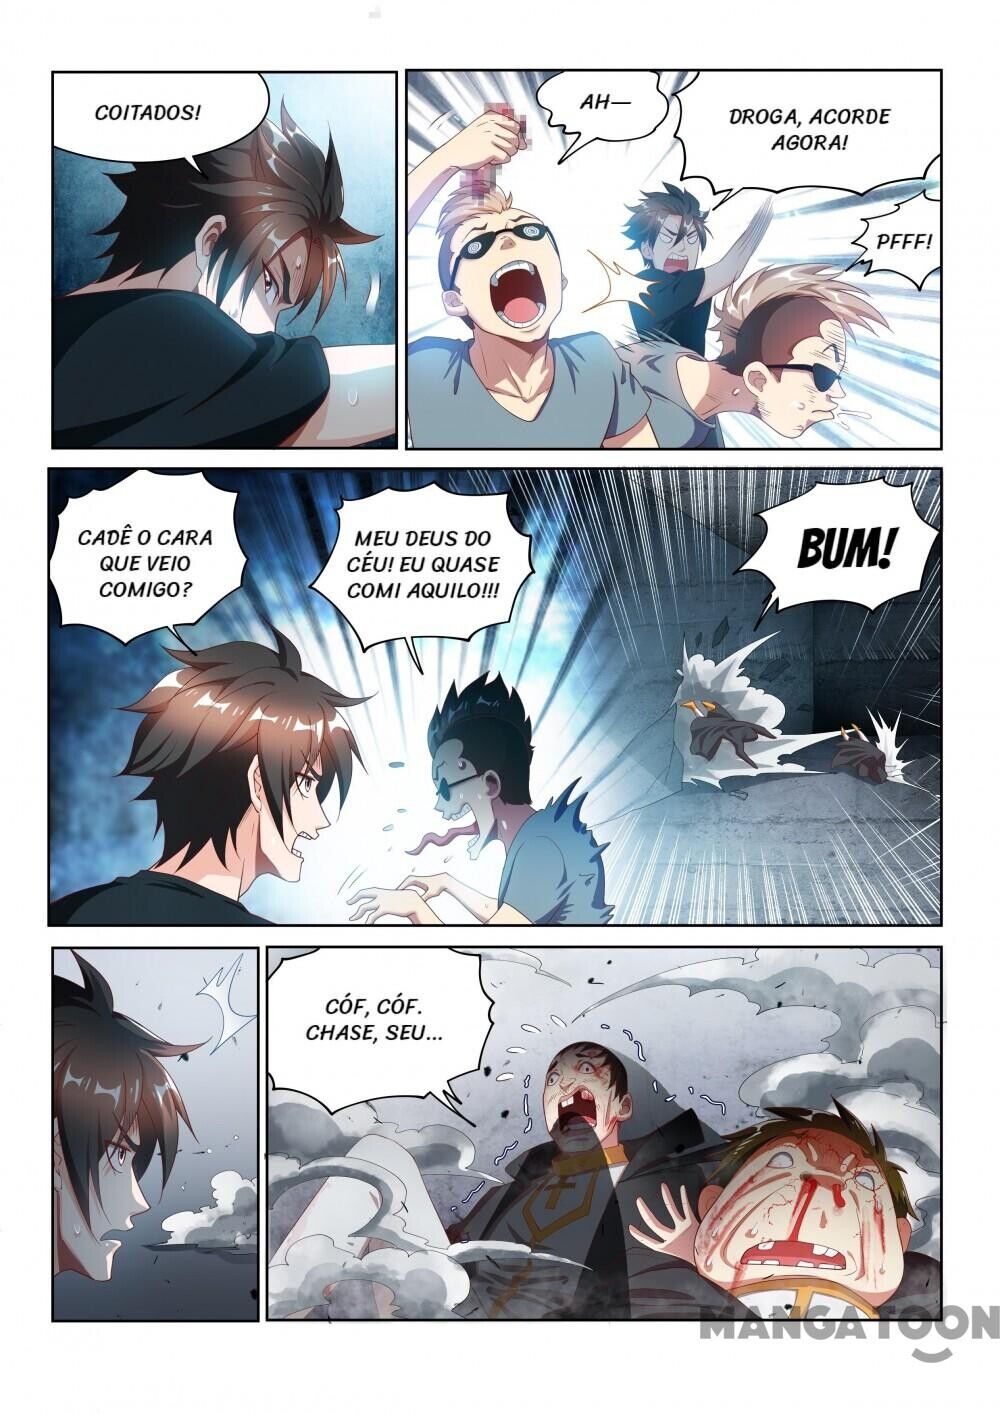 COITADOS!
AH—
DROGA, ACORDE
AGORA!
PFFF!
CADÊ O CARA
QUE VEIO
COMIGO?
MEU DEUS DO
CÉU! EU QUASE
COMI AQUILO!!!
BUM!
CÓF, CÓF.
CHASE, SEU...
MANGATOON